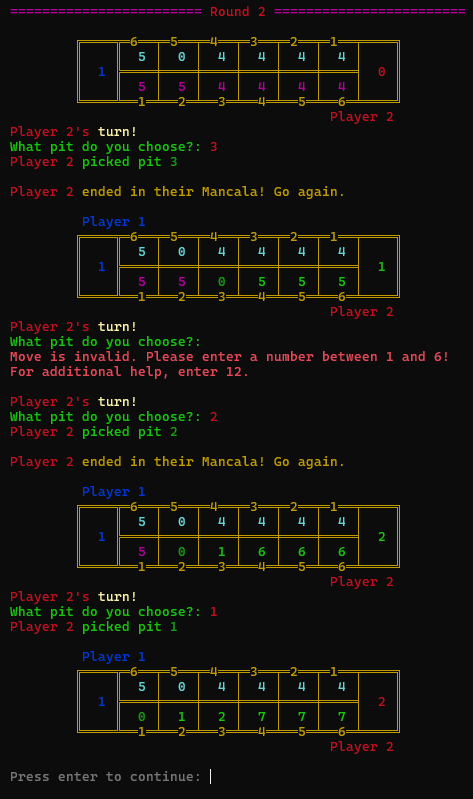 ======================== Round 2 ========================
6 5 4 3 2 1
5 0 4 4 4 4
1 0
5 5 4 4 4 4
1 2 3 4 5 6
Player 2
Player 2's turn!
What pit do you choose?: 3
Player 2 picked pit 3
Player 2 ended in their Mancala! Go again.
Player 1
6 5 4 3 2 1
5 0 4 4 4 4
1 1
5 5 0 5 5 5
1 2 3 4 5 6
Player 2
Player 2's turn!
What pit do you choose?:
Move is invalid. Please enter a number between 1 and 6!
For additional help, enter 12.
Player 2's turn!
What pit do you choose?: 2
Player 2 picked pit 2
Player 2 ended in their Mancala! Go again.
Player 1
6 5 4 3 2 1
5 0 4 4 4 4
1 2
5 0 1 6 6 6
1 2 3 4 5 6
Player 2
Player 2's turn!
What pit do you choose?: 1
Player 2 picked pit 1
Player 1
6 5 4 3 2 1
5 0 4 4 4 4
1 2
0 1 2 7 7 7
1 2 3 4 5 6
Player 2
Press enter to continue: